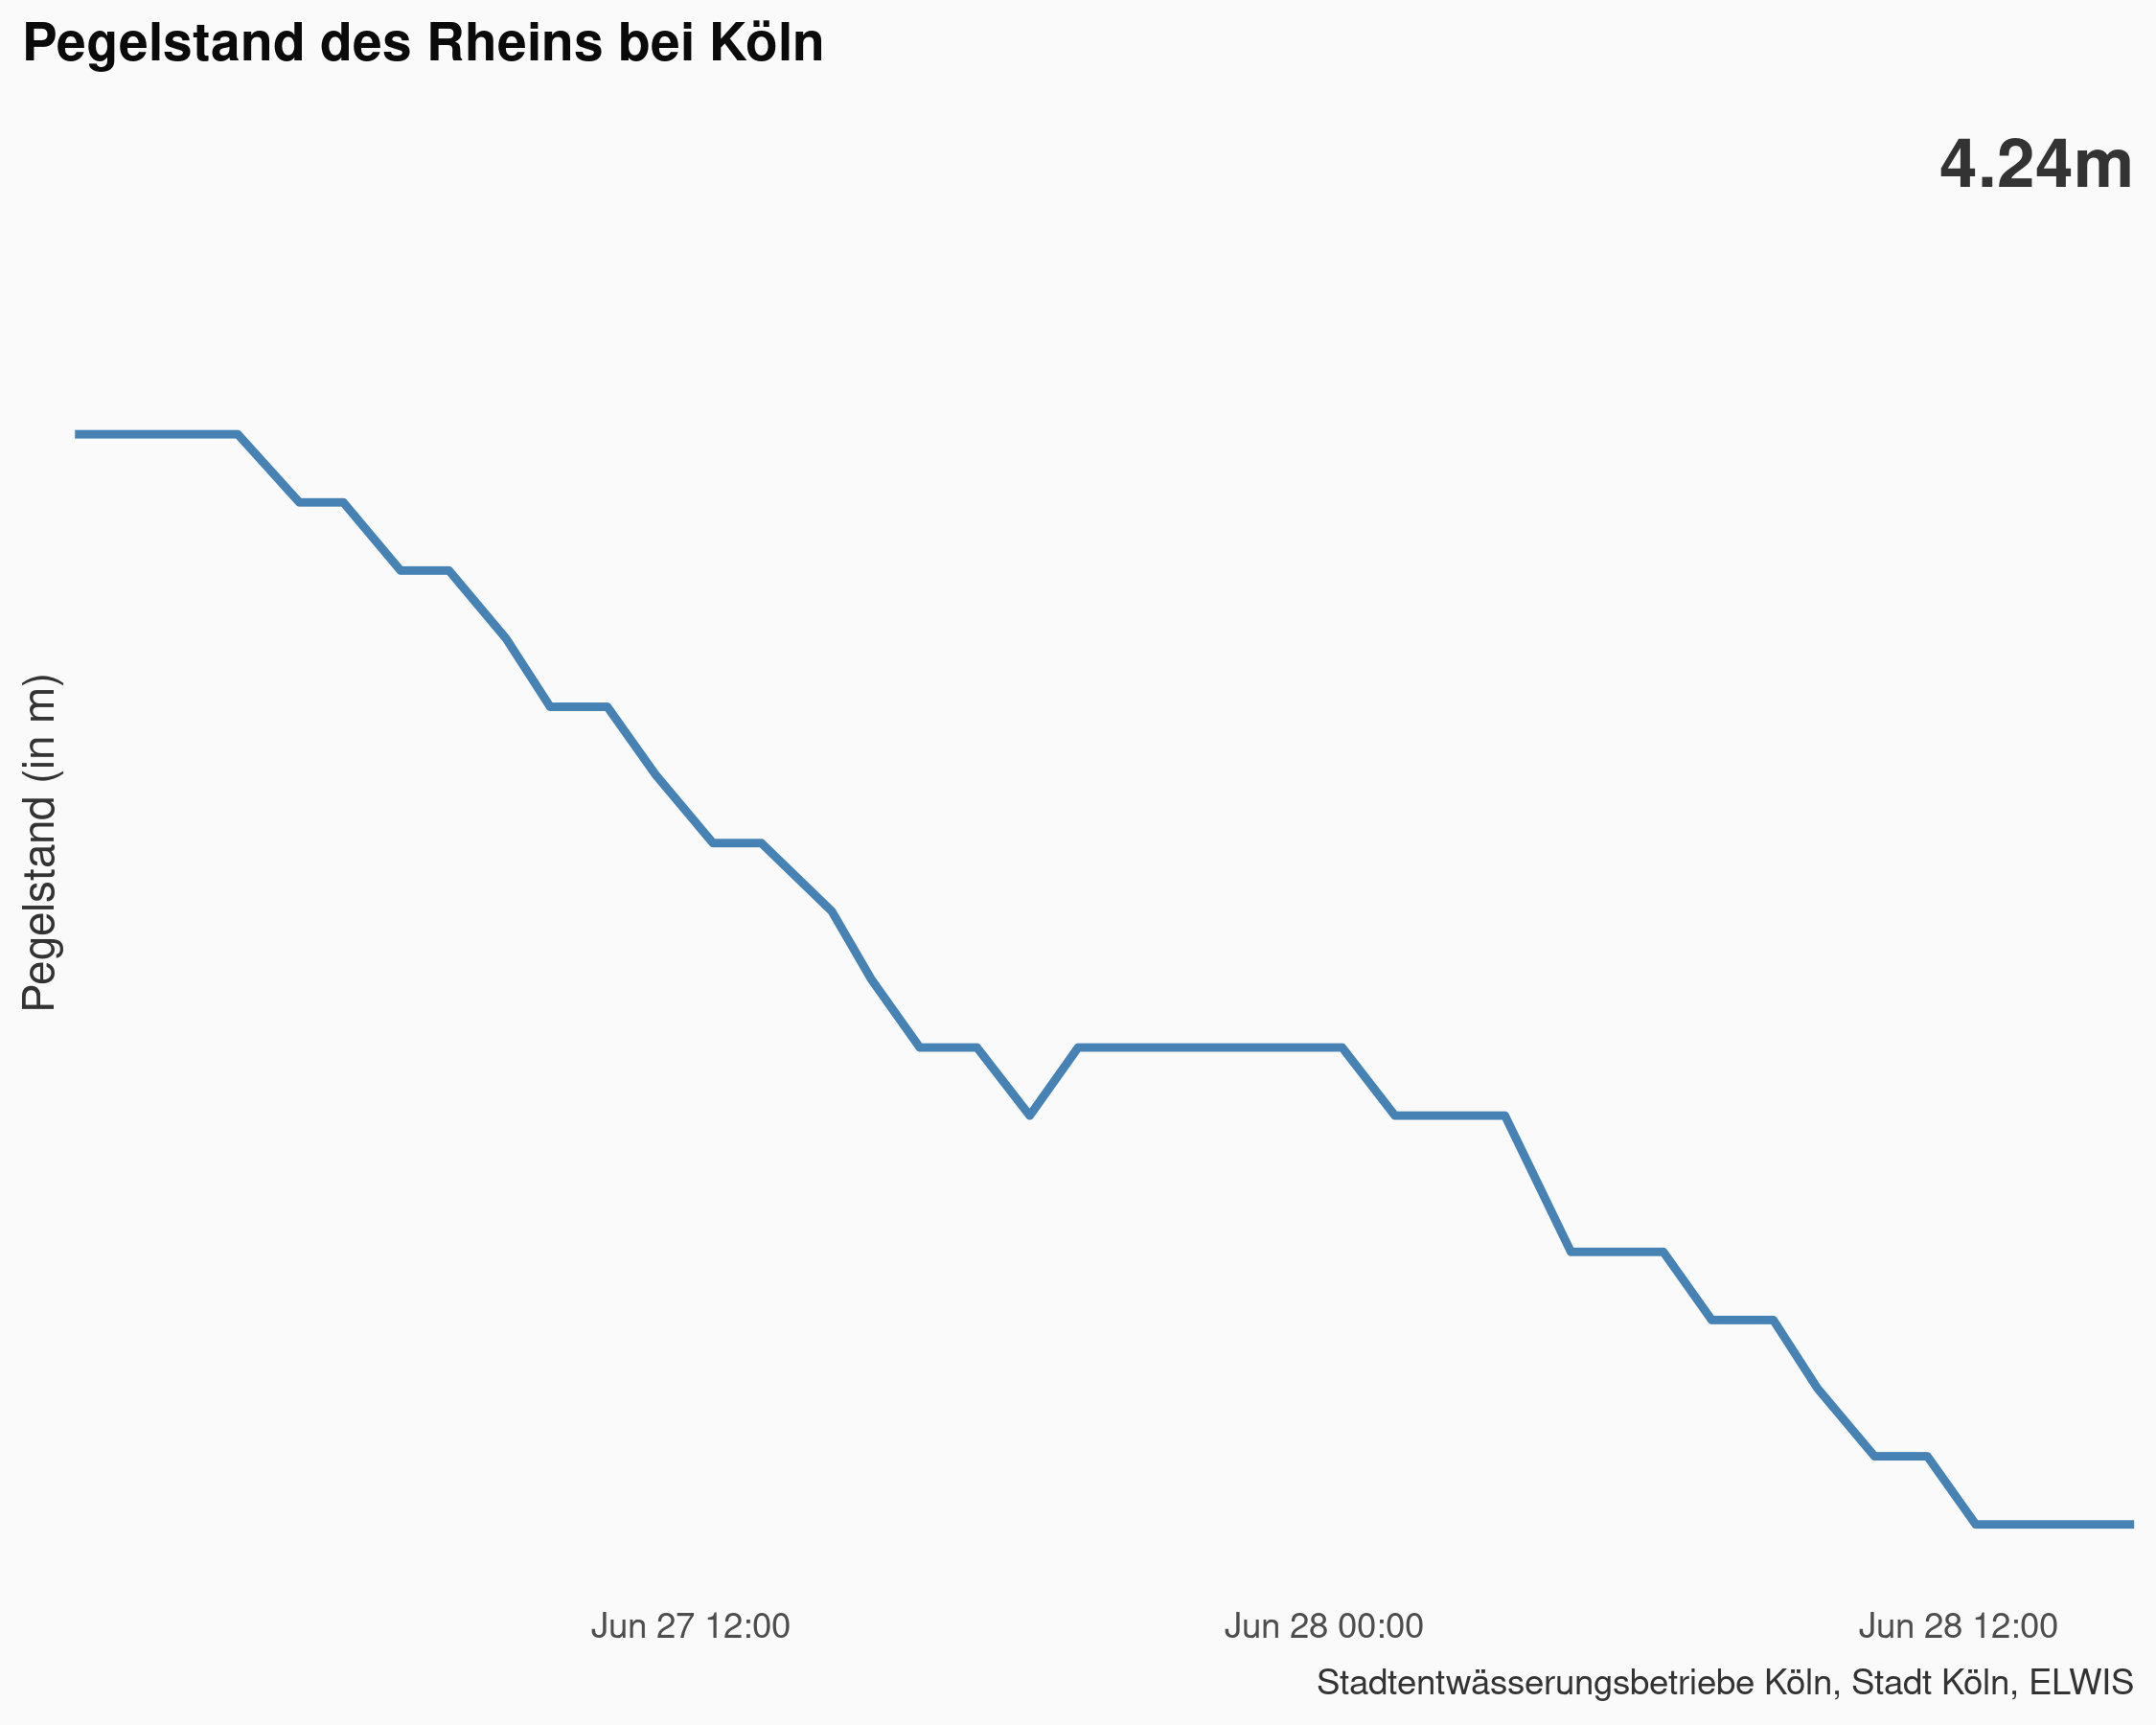 Pegelstand des Rheins bei Köln
4.24m
Pegelstand (in m)
Jun 27 12:00
Jun 28 00:00
Jun 28 12:00
Stadtentwässerungsbetriebe Köln, Stadt Köln, ELWIS